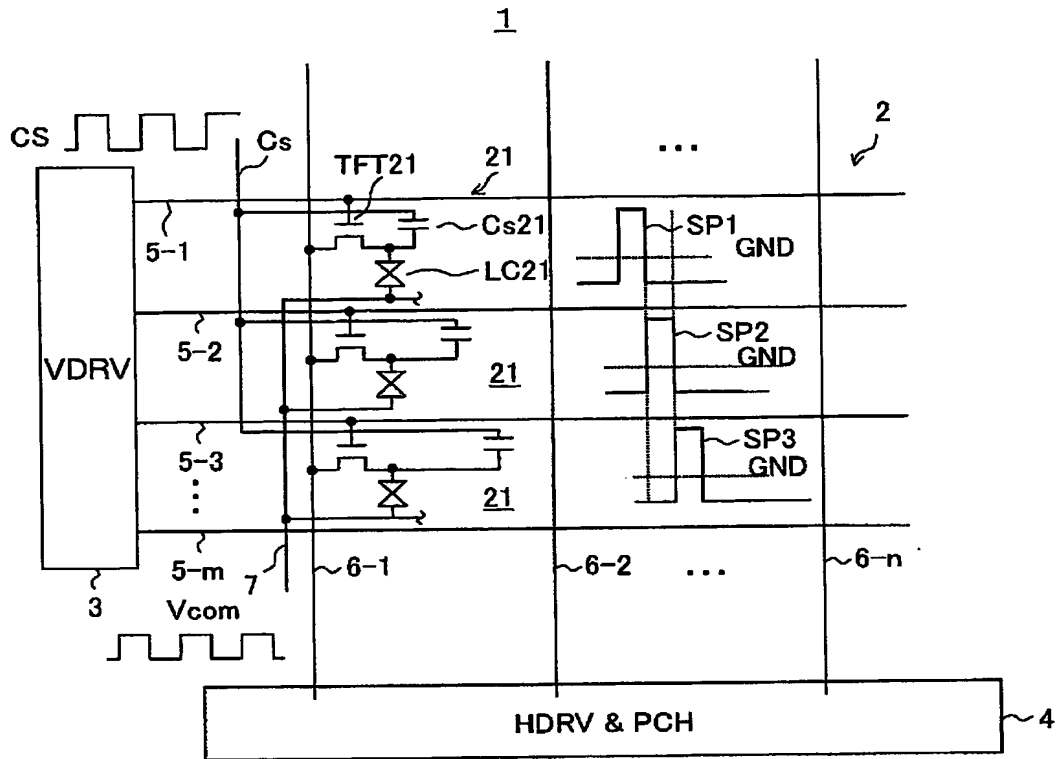 1
CS
Cs
TFT21
21
...
2
5-1
Cs21
LC21
SP1
GND
VDRV
5-2
21
SP2
GND
5-3
21
SP3
GND
5-m
7
6-1
6-2
...
6-n
3
Vcom
HDRV & PCH
4